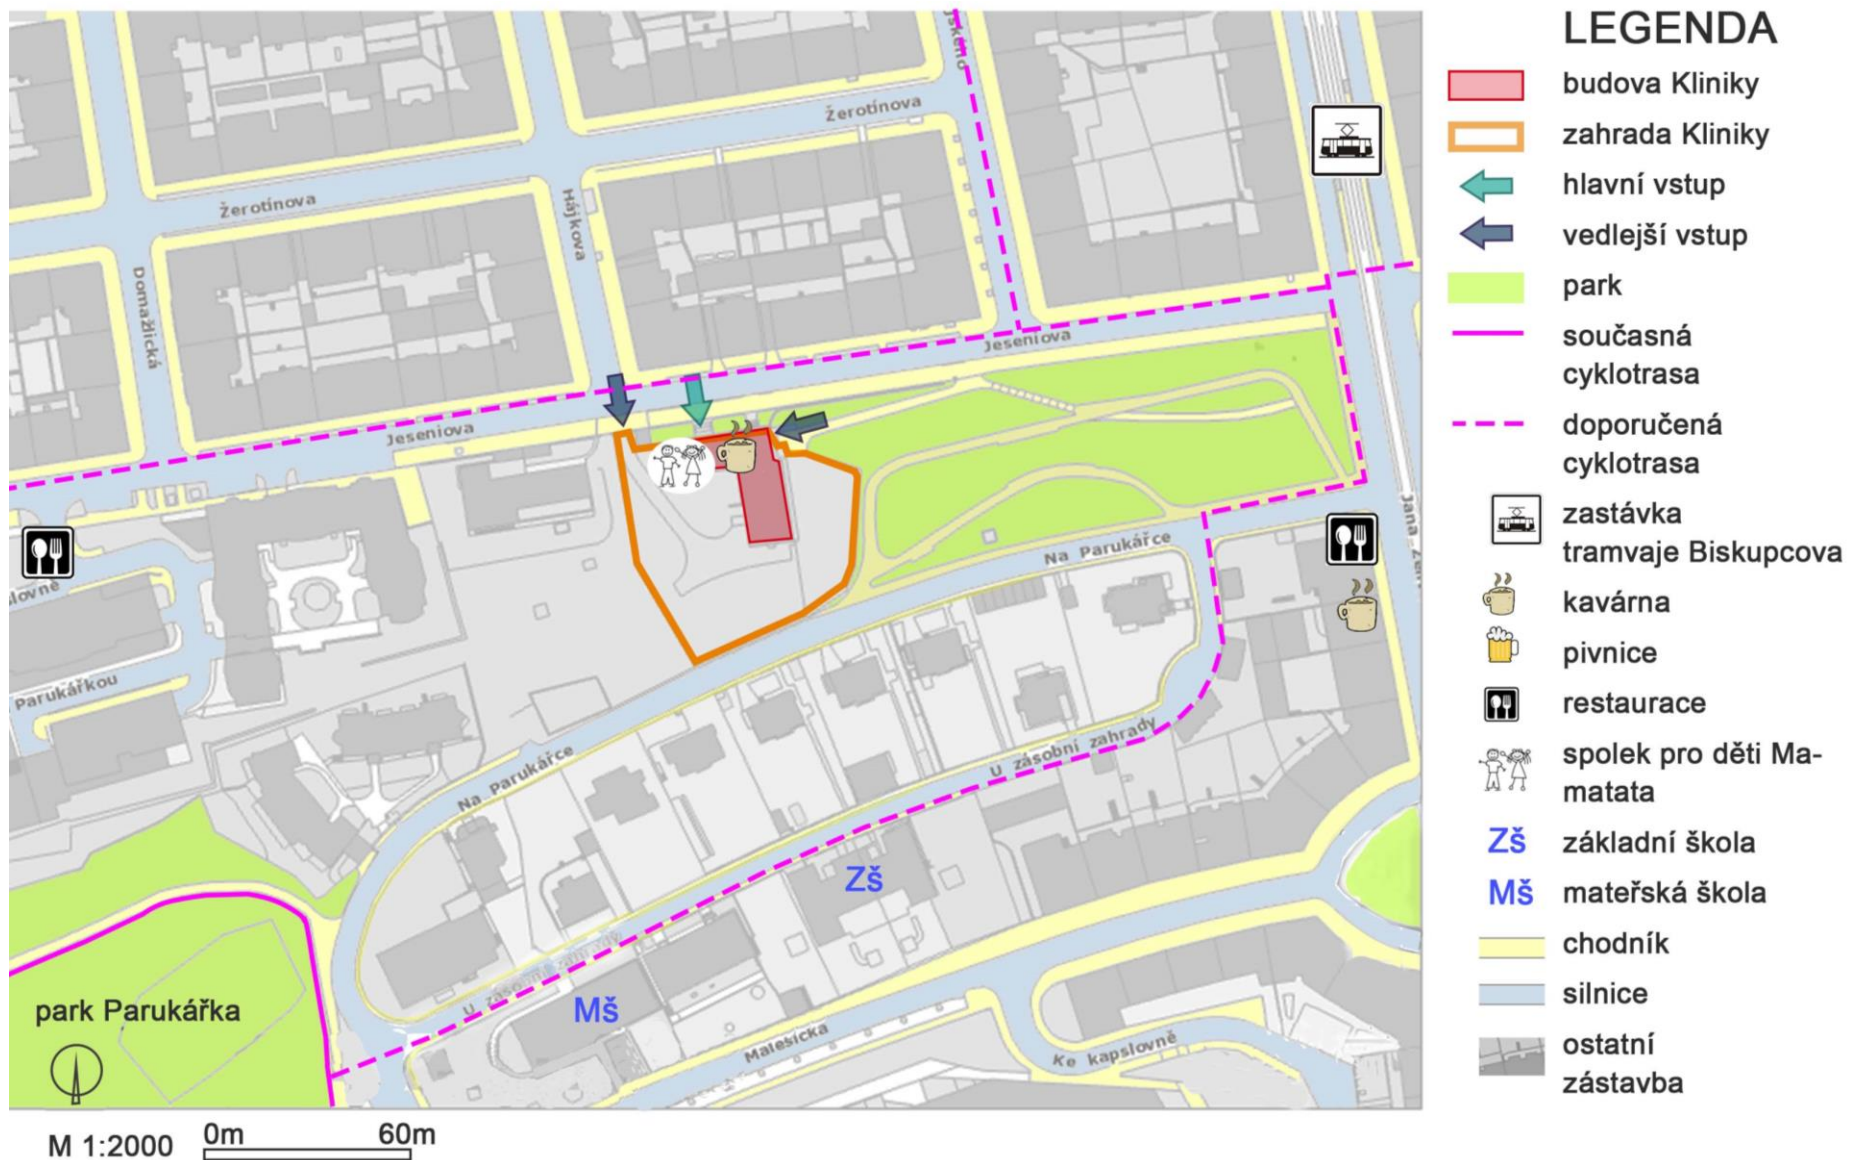 ského
Žerotínova
Žerotínova
Hájkova
Domažlická
Jeseniova
Jeseniova
Na Parukářce
lovně
Parukářkou
Na Parukářce
U zásobní zahrady
Zš
park Parukářka
Mš
Malešická
Ke kapslovně
M 1:2000
0m
60m
LEGENDA
budova Kliniky
zahrada Kliniky
hlavní vstup
vedlejší vstup
park
současná
cyklotrasa
doporučená
cyklotrasa
zastávka
tramvaje Biskupcova
kavárna
pivnice
restaurace
spolek pro děti Ma-
matata
Zš
základní škola
Mš
mateřská škola
chodník
silnice
ostatní
zástavba